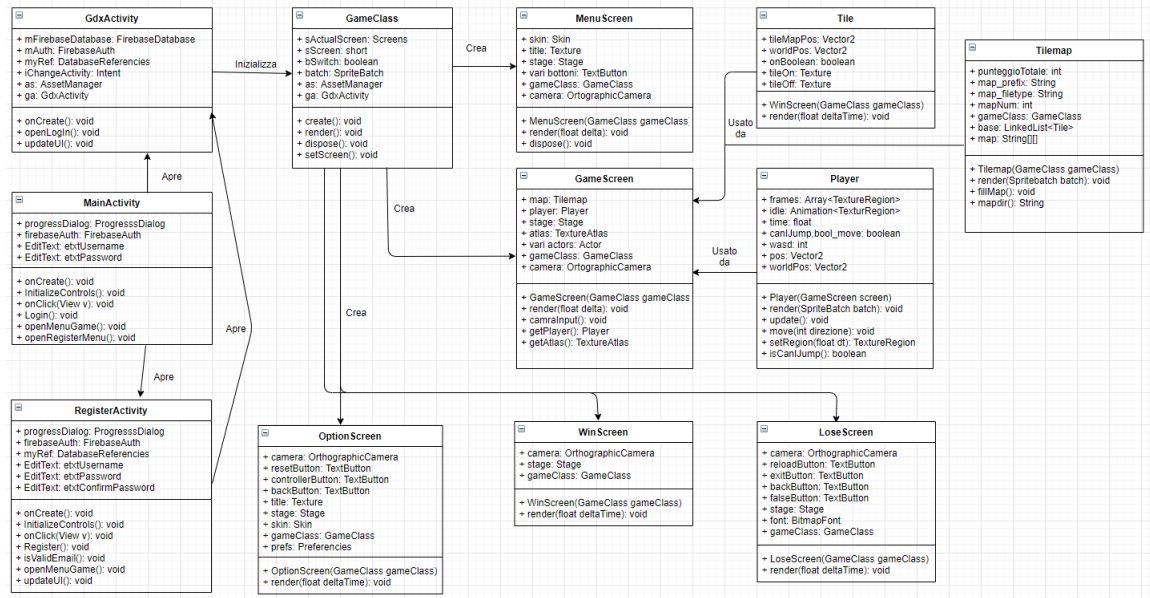 GdxActivity
+ mFirebaseDatabase: FirebaseDatabase
+ mAuth: FirebaseAuth
+ myRef: DatabaseReferencies
+ iChangeActivity: Intent
+ as: AssetManager
+ ga: GdxActivity
+ onCreate(): void
+ openLogIn(): void
+ updateUI(): void
Inizializza
GameClass
+ sActualScreen: Screens
+ sScreen: short
+ bSwitch: boolean
+ batch: SpriteBatch
+ as: AssetManager
+ ga: GdxActivity
+ create(): void
+ render(): void
+ dispose(): void
+ setScreen(): void
Crea
MenuScreen
+ skin: Skin
+ title: Texture
+ stage: Stage
+ vari bottoni: TextButton
+ gameClass: GameClass
+ camera: OrtographicCamera
+ MenuScreen(GameClass gameClass
+ render(float delta): void
+ dispose(): void
Tile
+ tileMapPos: Vector2
+ worldPos: Vector2
+ onBoolean: boolean
+ tileOn: Texture
+ tileOff: Texture
+ WinScreen(GameClass gameClass)
+ render(float deltaTime): void
Usato
da
Tilemap
+ punteggioTotale: int
+ map_prefix: String
+ map_filetype: String
+ mapNum: int
+ gameClass: GameClass
+ base: LinkedList<Tile>
+ map: String[][]
+ Tilemap(GameClass gameClass)
+ render(Spritebatch batch): void
+ fillMap(): void
+ mapdir(): String
Apre
MainActivity
+ progressDialog: ProgresssDialog
+ firebaseAuth: FirebaseAuth
+ EditText: etxtUsername
+ EditText: etxtPassword
+ onCreate(): void
+ InitializeControls(): void
+ onClick(View v): void
+ Login(): void
+ openMenuGame(): void
+ openRegisterMenu(): void
Apre
Crea
GameScreen
+ map: Tilemap
+ player: Player
+ stage: Stage
+ atlas: TextureAtlas
+ vari actors: Actor
+ gameClass: GameClass
+ camera: OrtographicCamera
+ GameScreen(GameClass gameClass
+ render(float delta): void
+ camraInput(): void
+ getPlayer(): Player
+ getAtlas(): TextureAtlas
Usato
da
Player
+ frames: Array<TextureRegion>
+ idle: Animation<TexturRegion>
+ time: float
+ canIJump,bool_move: boolean
+ wasd: int
+ pos: Vector2
+ worldPos: Vector2
+ Player(GameScreen screen)
+ render(SpriteBatch batch): void
+ update(): void
+ move(int direzione): void
+ setRegion(float dt): TextureRegion
+ isCanIJump(): boolean
Crea
Apre
RegisterActivity
+ progressDialog: ProgresssDialog
+ firebaseAuth: FirebaseAuth
+ myRef: DatabaseReferencies
+ EditText: etxtUsername
+ EditText: etxtPassword
+ EditText: etxtConfirmPassword
+ onCreate(): void
+ InitializeControls(): void
+ onClick(View v): void
+ Register(): void
+ isValidEmail(): void
+ openMenuGame(): void
+ updateUI(): void
OptionScreen
+ camera: OrthographicCamera
+ resetButton: TextButton
+ controllerButton: TextButton
+ backButton: TextButton
+ title: Texture
+ stage: Stage
+ skin: Skin
+ gameClass: GameClass
+ prefs: Preferencies
+ OptionScreen(GameClass gameClass)
+ render(float deltaTime): void
WinScreen
+ camera: OrthographicCamera
+ stage: Stage
+ gameClass: GameClass
+ WinScreen(GameClass gameClass)
+ render(float deltaTime): void
LoseScreen
+ camera: OrthographicCamera
+ reloadButton: TextButton
+ exitButton: TextButton
+ backButton: TextButton
+ falseButton: TextButton
+ stage: Stage
+ font: BitmapFont
+ gameClass: GameClass
+ LoseScreen(GameClass gameClass)
+ render(float deltaTime): void